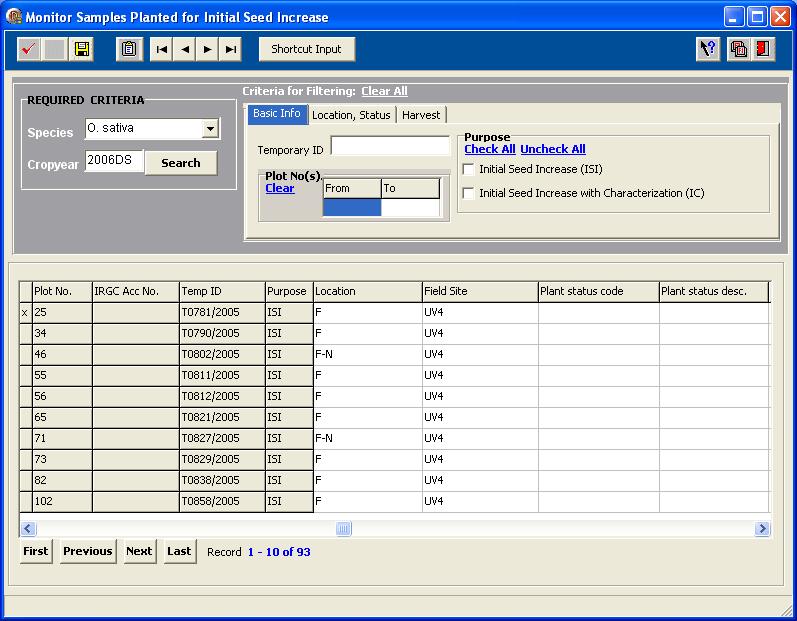 Monitor Samples Planted for Initial Seed Increase
Shortcut Input
REQUIRED CRITERIA
Species O. sativa
Cropyear 2006DS Search
Criteria for Filtering: Clear All
Basic Info Location, Status Harvest
Temporary ID
Plot No(s).
Clear From To
Purpose
Check All Uncheck All
Initial Seed Increase (ISI)
Initial Seed Increase with Characterization (IC)
Plot No. IRGC Acc No. Temp ID Purpose Location Field Site Plant status code Plant status desc.
x 25 T0781/2005 ISI F UV4
34 T0790/2005 ISI F UV4
46 T0802/2005 ISI F-N UV4
55 T0811/2005 ISI F UV4
56 T0812/2005 ISI F UV4
65 T0821/2005 ISI F UV4
71 T0827/2005 ISI F-N UV4
73 T0829/2005 ISI F UV4
82 T0838/2005 ISI F UV4
102 T0858/2005 ISI F UV4
First Previous Next Last Record 1 - 10 of 93